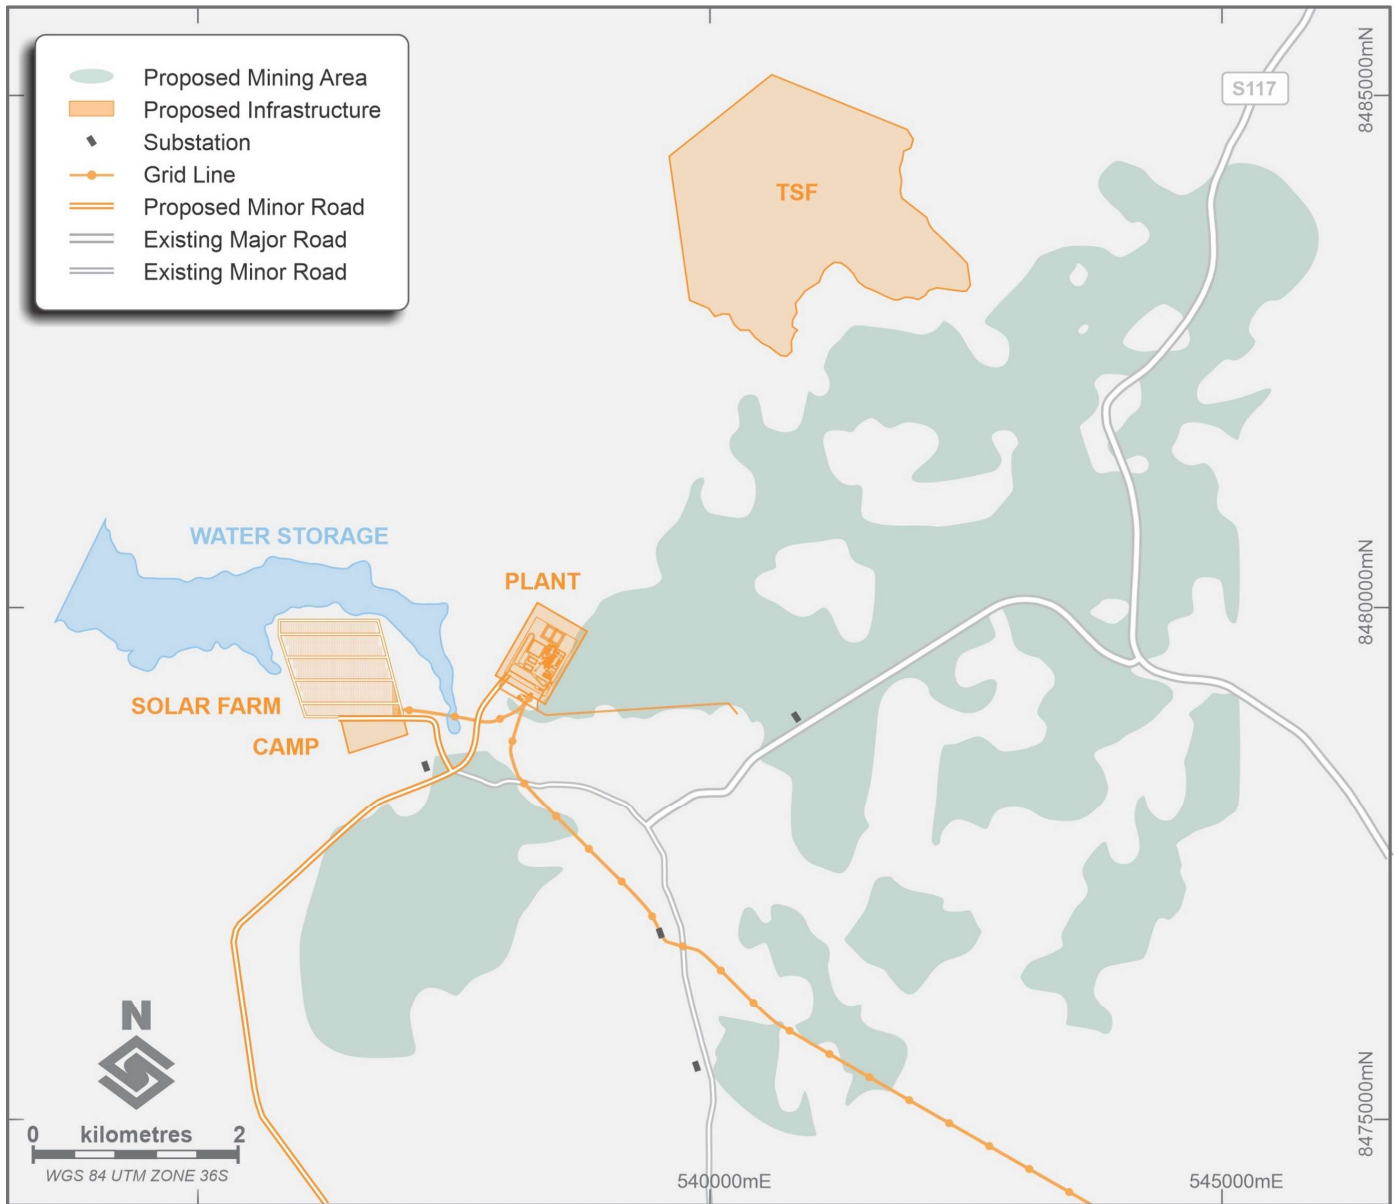 Proposed Mining Area
Proposed Infrastructure
Substation
Grid Line
Proposed Minor Road
Existing Major Road
Existing Minor Road
S117
8485000mN
TSF
WATER STORAGE
PLANT
8480000mN
SOLAR FARM
CAMP
N
0 kilometres 2
WGS 84 UTM ZONE 36S
540000mE
545000mE
8475000mN